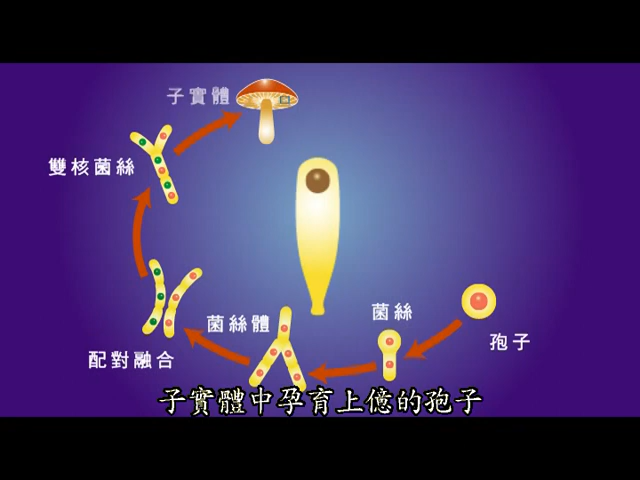 子實體
雙核菌絲
菌絲
菌絲體
孢子
配對融合
子實體中孕育上億的孢子